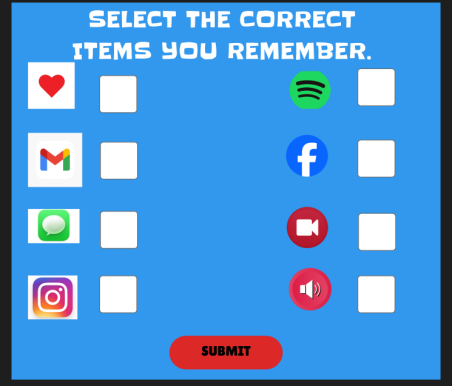 SELECT THE CORRECT
ITEMS YOU REMEMBER.
SUBMIT